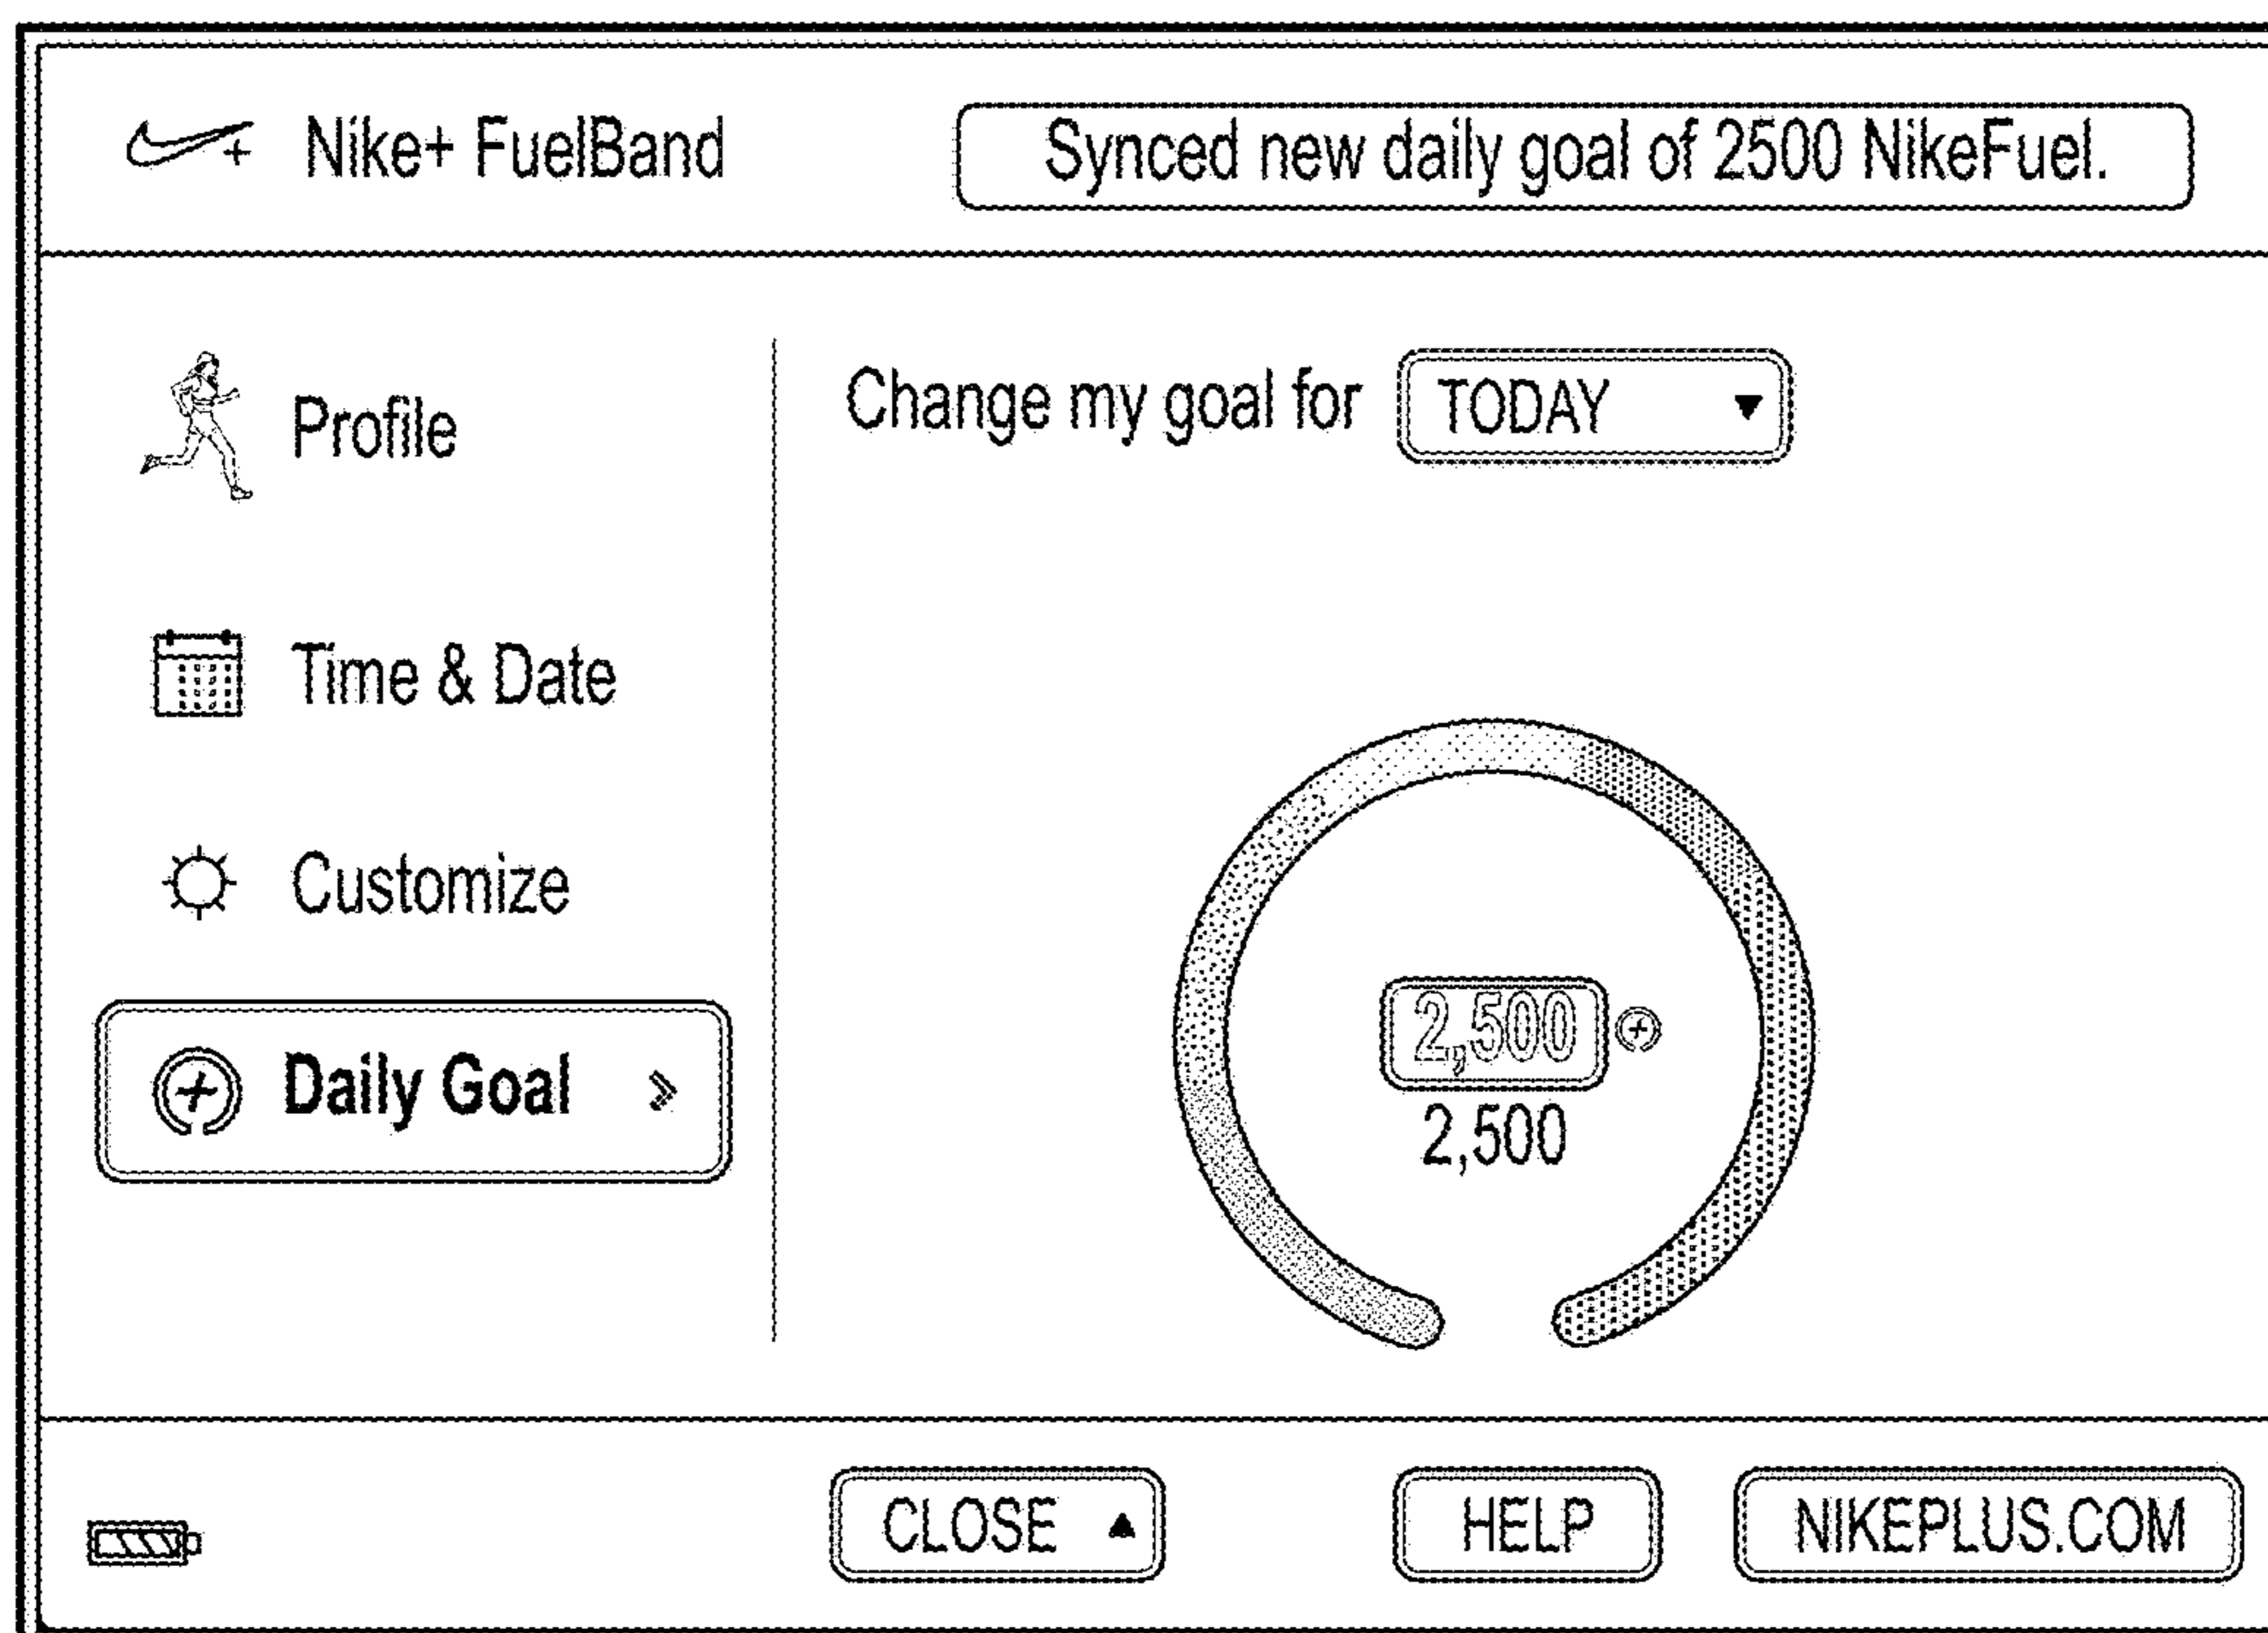 Nike+ FuelBand
Synced new daily goal of 2500 NikeFuel.
Profile
Time & Date
Customize
Daily Goal
Change my goal for TODAY
2,500
2,500
CLOSE
HELP
NIKEPLUS.COM